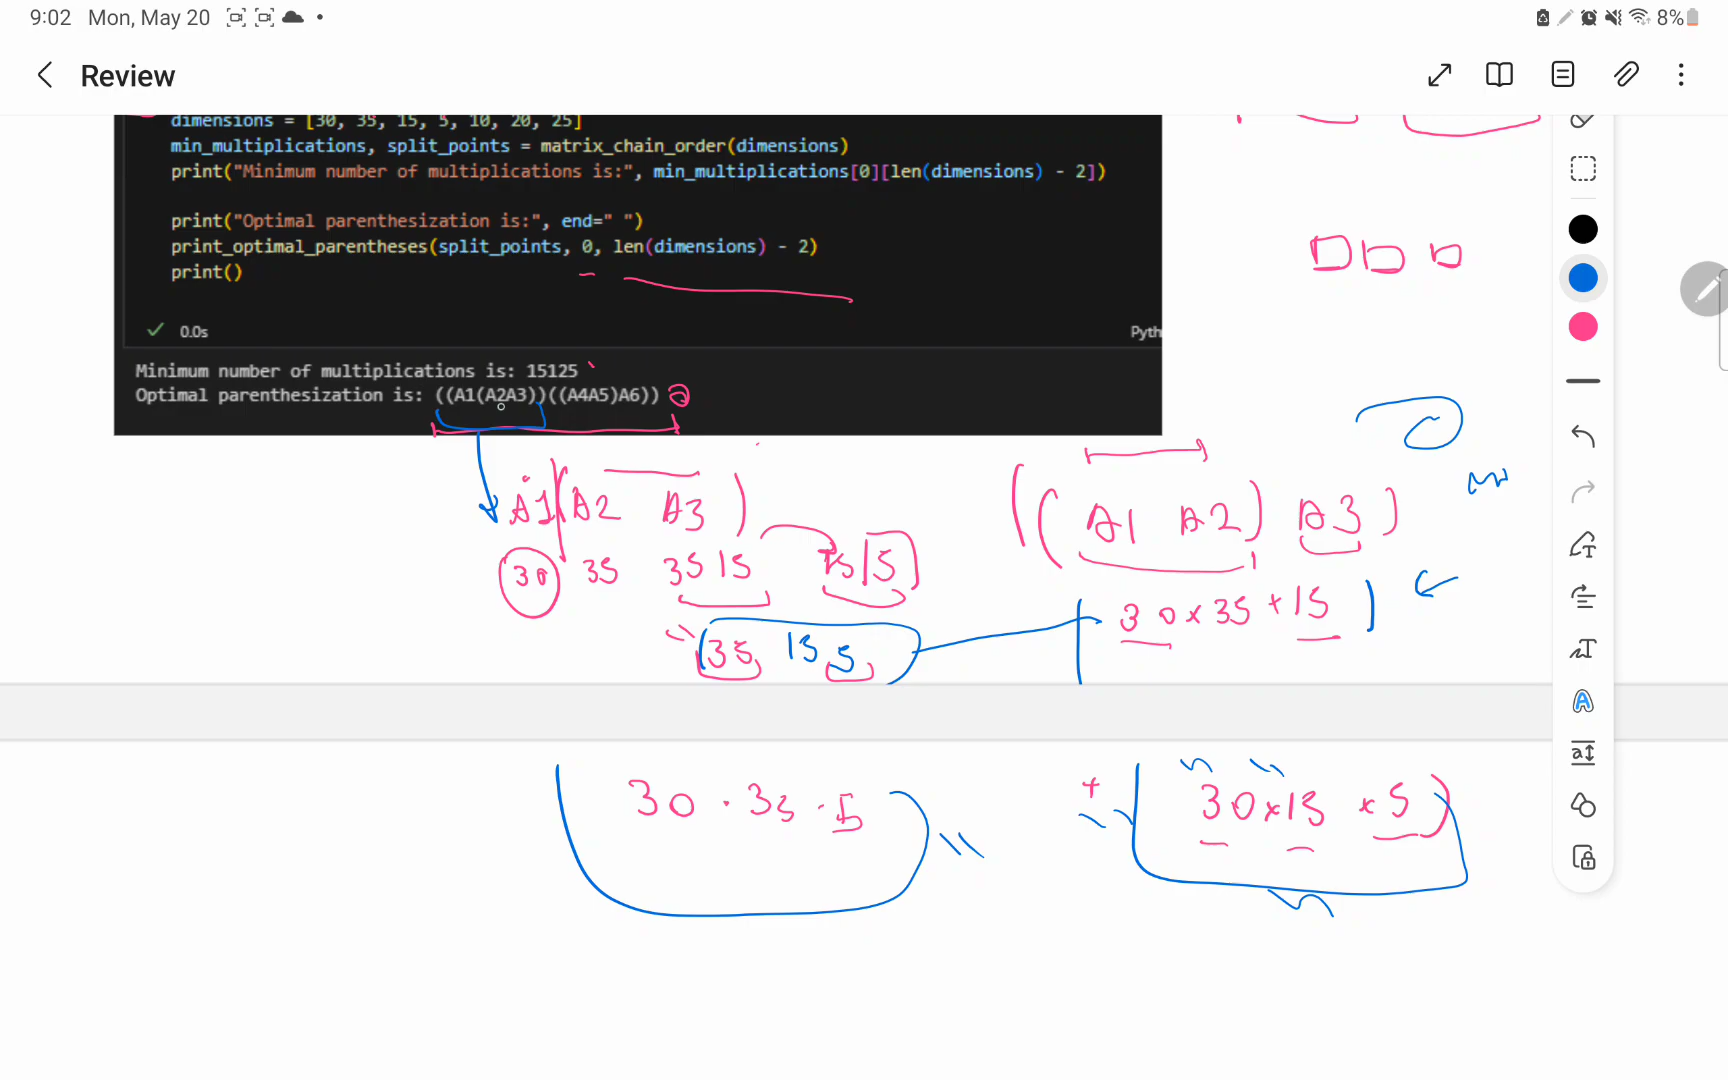 9:02 Mon, May 20
8%
Review
dimensions = [30, 35, 15, 5, 10, 20, 25]
min_multiplications, split_points = matrix_chain_order(dimensions)
print("Minimum number of multiplications is:", min_multiplications[0][len(dimensions) - 2])
print("Optimal parenthesization is:", end=" ")
print_optimal_parentheses(split_points, 0, len(dimensions) - 2)
print()
0.0s
Pyth
Minimum number of multiplications is: 15125
Optimal parenthesization is: ((A1(A2A3))((A4A5)A6))
A1 (A2 A3)
((A1 A2) A3)
30 35 35 15 15 5
30 x 35 + 15
35 15 5
30 . 35 . 5
+ 30 x 15 x 5)